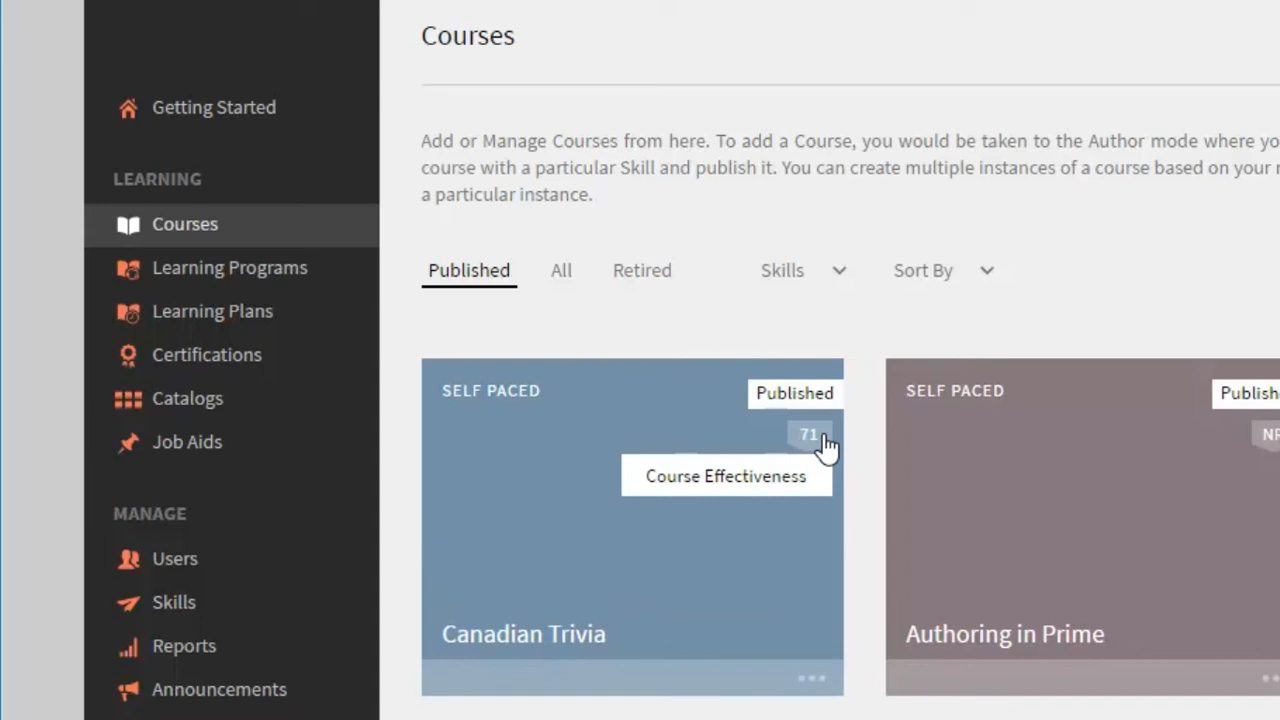 Courses
Getting Started
LEARNING
Courses
Learning Programs
Learning Plans
Certifications
Catalogs
Job Aids
MANAGE
Users
Skills
Reports
Announcements
Add or Manage Courses from here. To add a Course, you would be taken to the Author mode where
course with a particular Skill and publish it. You can create multiple instances of a course based on your
a particular instance.
Published All Retired Skills Sort By
SELF PACED
Published
71
Course Effectiveness
Canadian Trivia
SELF PACED
Authoring in Prime